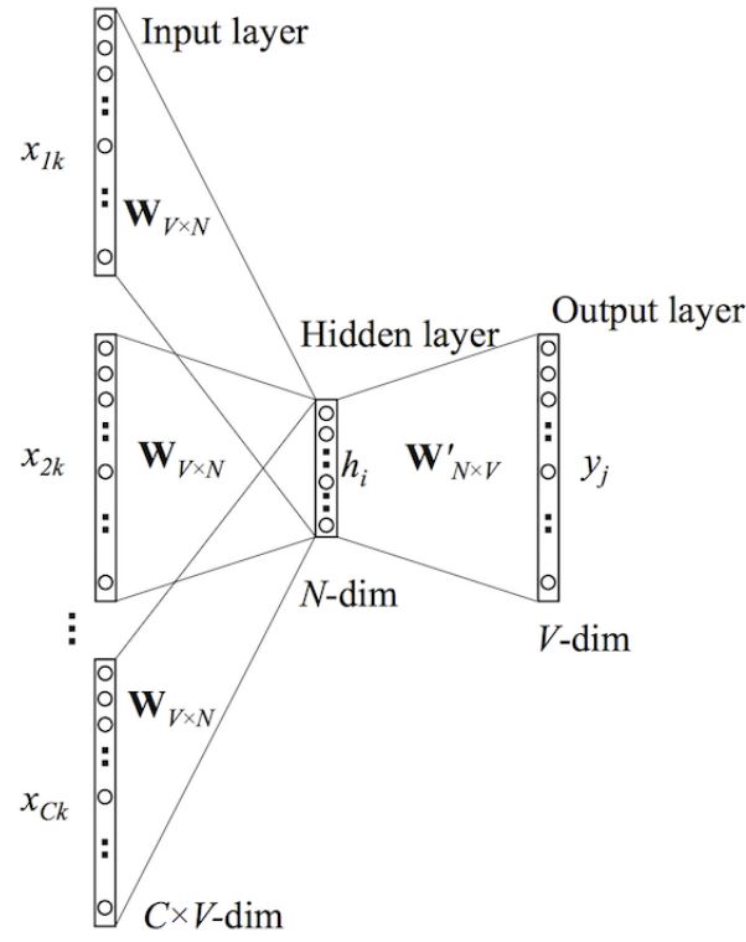 Input layer
x1k
WV×N
Output layer
Hidden layer
x2k
WV×N
hi
W'N×V
yj
N-dim
V-dim
WV×N
xCk
C×V-dim